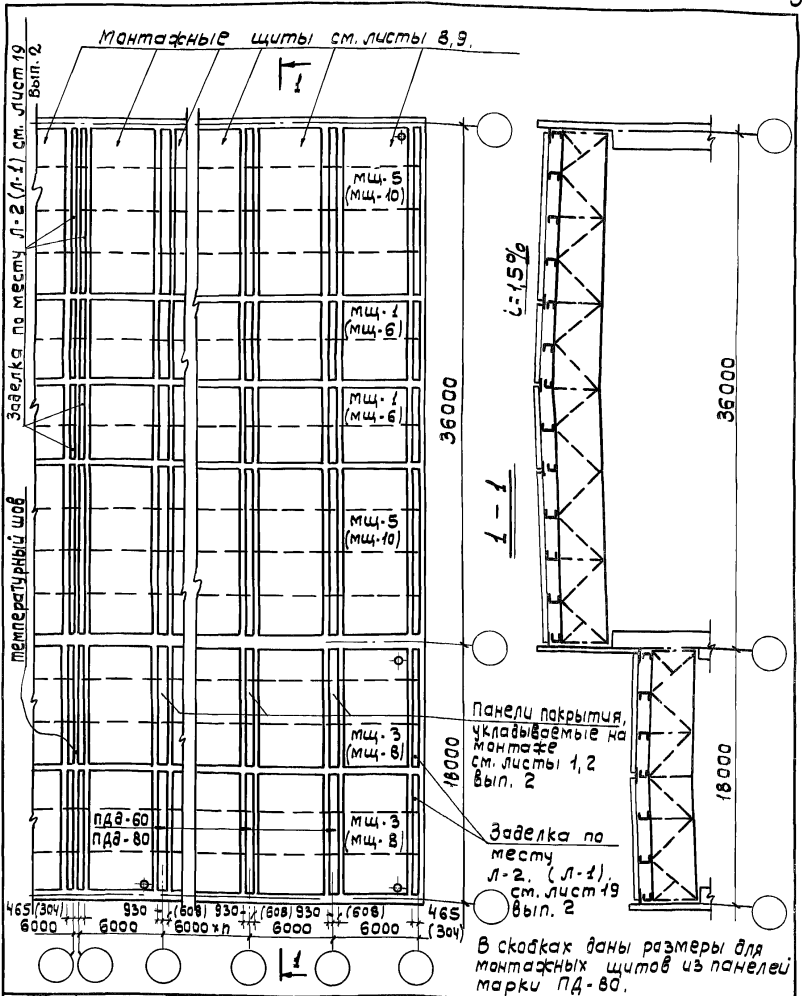 Монтажные щиты см. листы 8,9.
1
Заделка по месту Л-2 (Л-1) см. лист 19
Вып. 2
МЩ-5
(МЩ-10)
МЩ-1
(МЩ-6)
МЩ-1
(МЩ-6)
МЩ-5
(МЩ-10)
36000
температурный шов
МЩ-3
(МЩ-8)
МЩ-3
(МЩ-8)
18000
ПДД-60
ПДД-80
465 (304) 930 (608) 930 (608) 930 (608) 465
6000 6000 6000 xn 6000 6000 (304)
1
i=1,5%
36000
1-1
18000
Панели покрытия,
укладываемые на
монтаже
см. листы 1,2
вып. 2
Заделка по
месту
Л-2. (Л-1).
см. лист 19
вып. 2
В скобках даны размеры для
монтажных щитов из панелей
марки ПД-80.